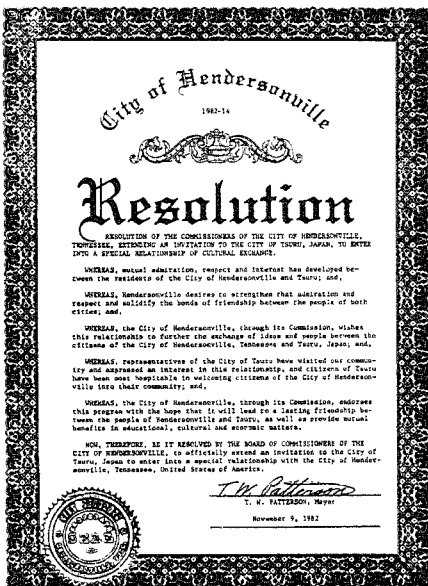 City of Hendersonville
1982-14
Resolution
RESOLUTION OF THE COMMISSIONERS OF THE CITY OF HENDERSONVILLE,
TENNESSEE, EXTENDING AN INVITATION TO THE CITY OF TSURU, JAPAN, TO ENTER
INTO A SPECIAL RELATIONSHIP OF CULTURAL EXCHANGE.
WHEREAS, mutual admiration, respect and interest has developed be-
tween the residents of the City of Hendersonville and Tsuru; and,
WHEREAS, Hendersonville desires to strengthen that admiration and
respect and solidify the bonds of friendship between the people of both
cities; and,
WHEREAS, the City of Hendersonville, through its Commission, wishes
this relationship to further the exchange of ideas and people between the
citizens of the City of Hendersonville, Tennessee and Tsuru, Japan; and,
WHEREAS, representatives of the City of Tsuru have visited our commun-
ity and expressed an interest in this relationship, and citizens of Tsuru
have been most hospitable in welcoming citizens of the City of Henderson-
ville into their community; and,
WHEREAS, the City of Hendersonville, through its Commission, endorses
this program with the hope that it will lead to a lasting friendship be-
tween the people of Hendersonville and Tsuru, as well as provide mutual
benefits in educational, cultural and economic matters.
NOW, THEREFORE, BE IT RESOLVED BY THE BOARD OF COMMISSIONERS OF THE
CITY OF HENDERSONVILLE, to officially extend an invitation to the City of
Tsuru, Japan to enter into a special relationship with the City of Hender-
sonville, Tennessee, United States of America.
T. W. Patterson
T. W. PATTERSON, Mayor
November 9, 1982